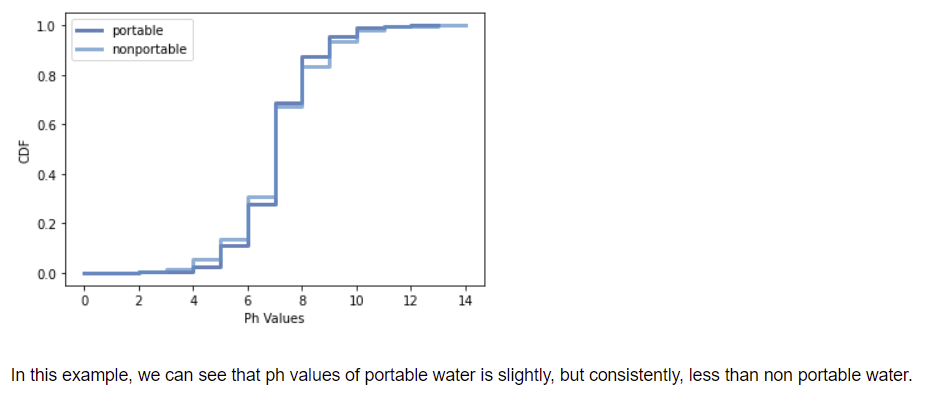 1.0
0.8
0.6
0.4
0.2
0.0
CDF
portable
nonportable
0 2 4 6 8 10 12 14
Ph Values
In this example, we can see that ph values of portable water is slightly, but consistently, less than non portable water.